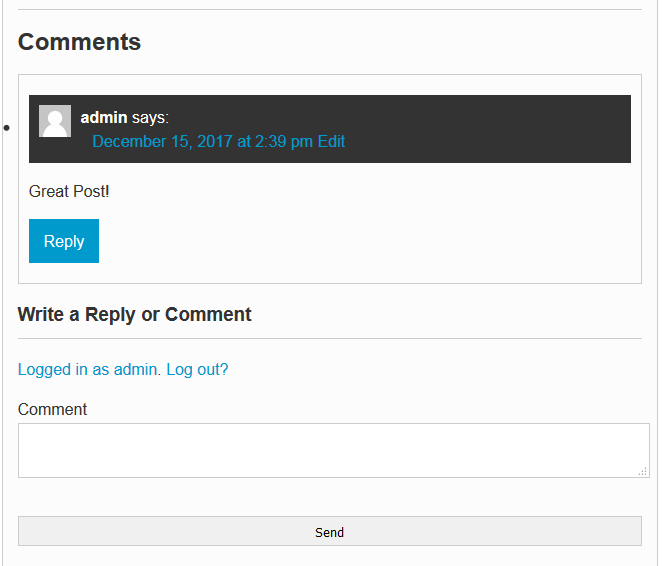 Comments
admin says:
December 15, 2017 at 2:39 pm Edit
Great Post!
Reply
Write a Reply or Comment
Logged in as admin. Log out?
Comment
Send